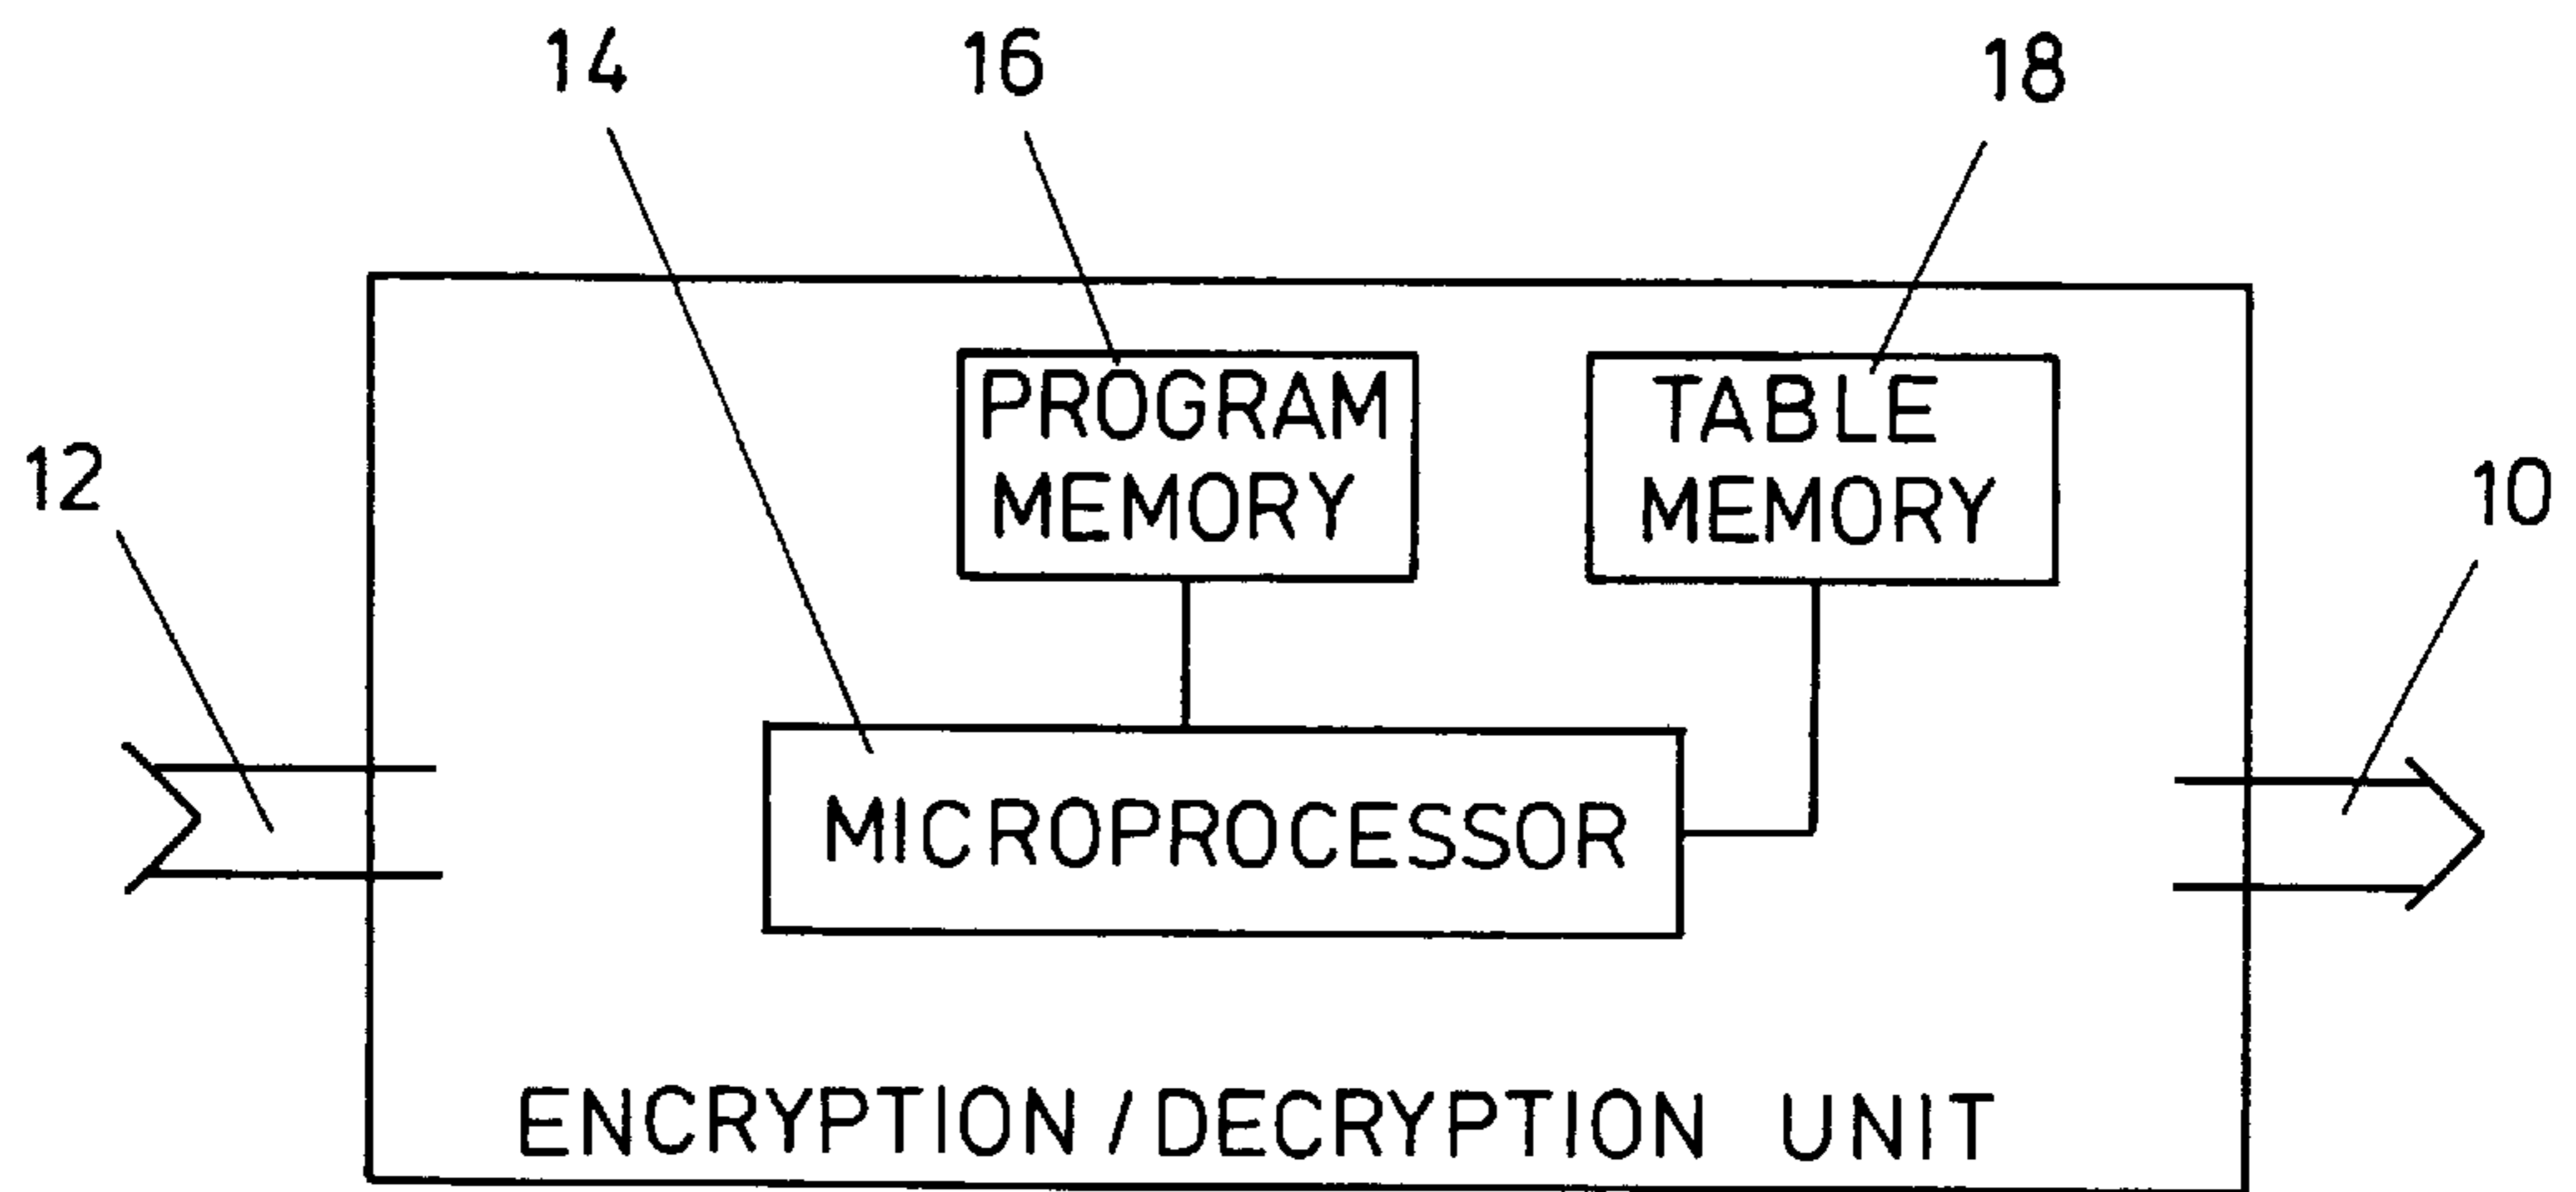 14
16
18
12
10
PROGRAM
MEMORY
TABLE
MEMORY
MICROPROCESSOR
ENCRYPTION / DECRYPTION UNIT